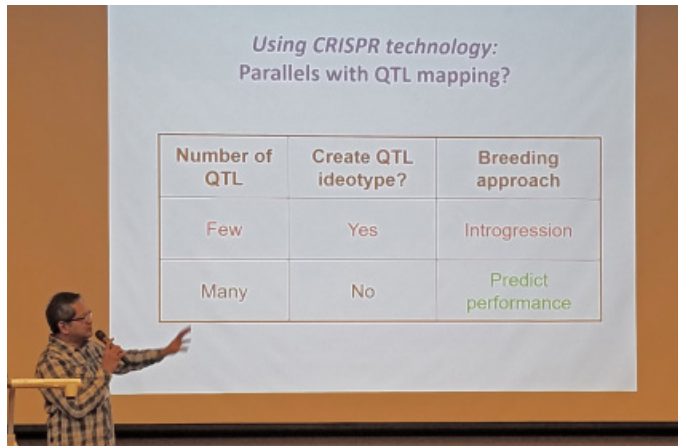 Using CRISPR technology:
Parallels with QTL mapping?
Number of
QTL
Create QTL
ideotype?
Breeding
approach
Few
Yes
Introgression
Many
No
Predict
performance